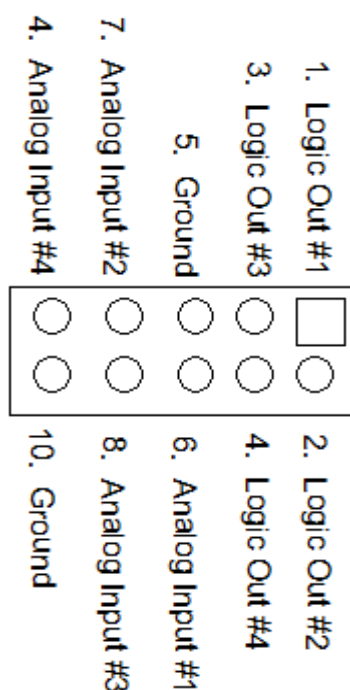 1. Logic Out #1
3. Logic Out #3
5. Ground
7. Analog Input #2
4. Analog Input #4
2. Logic Out #2
4. Logic Out #4
6. Analog Input #1
8. Analog Input #3
10. Ground